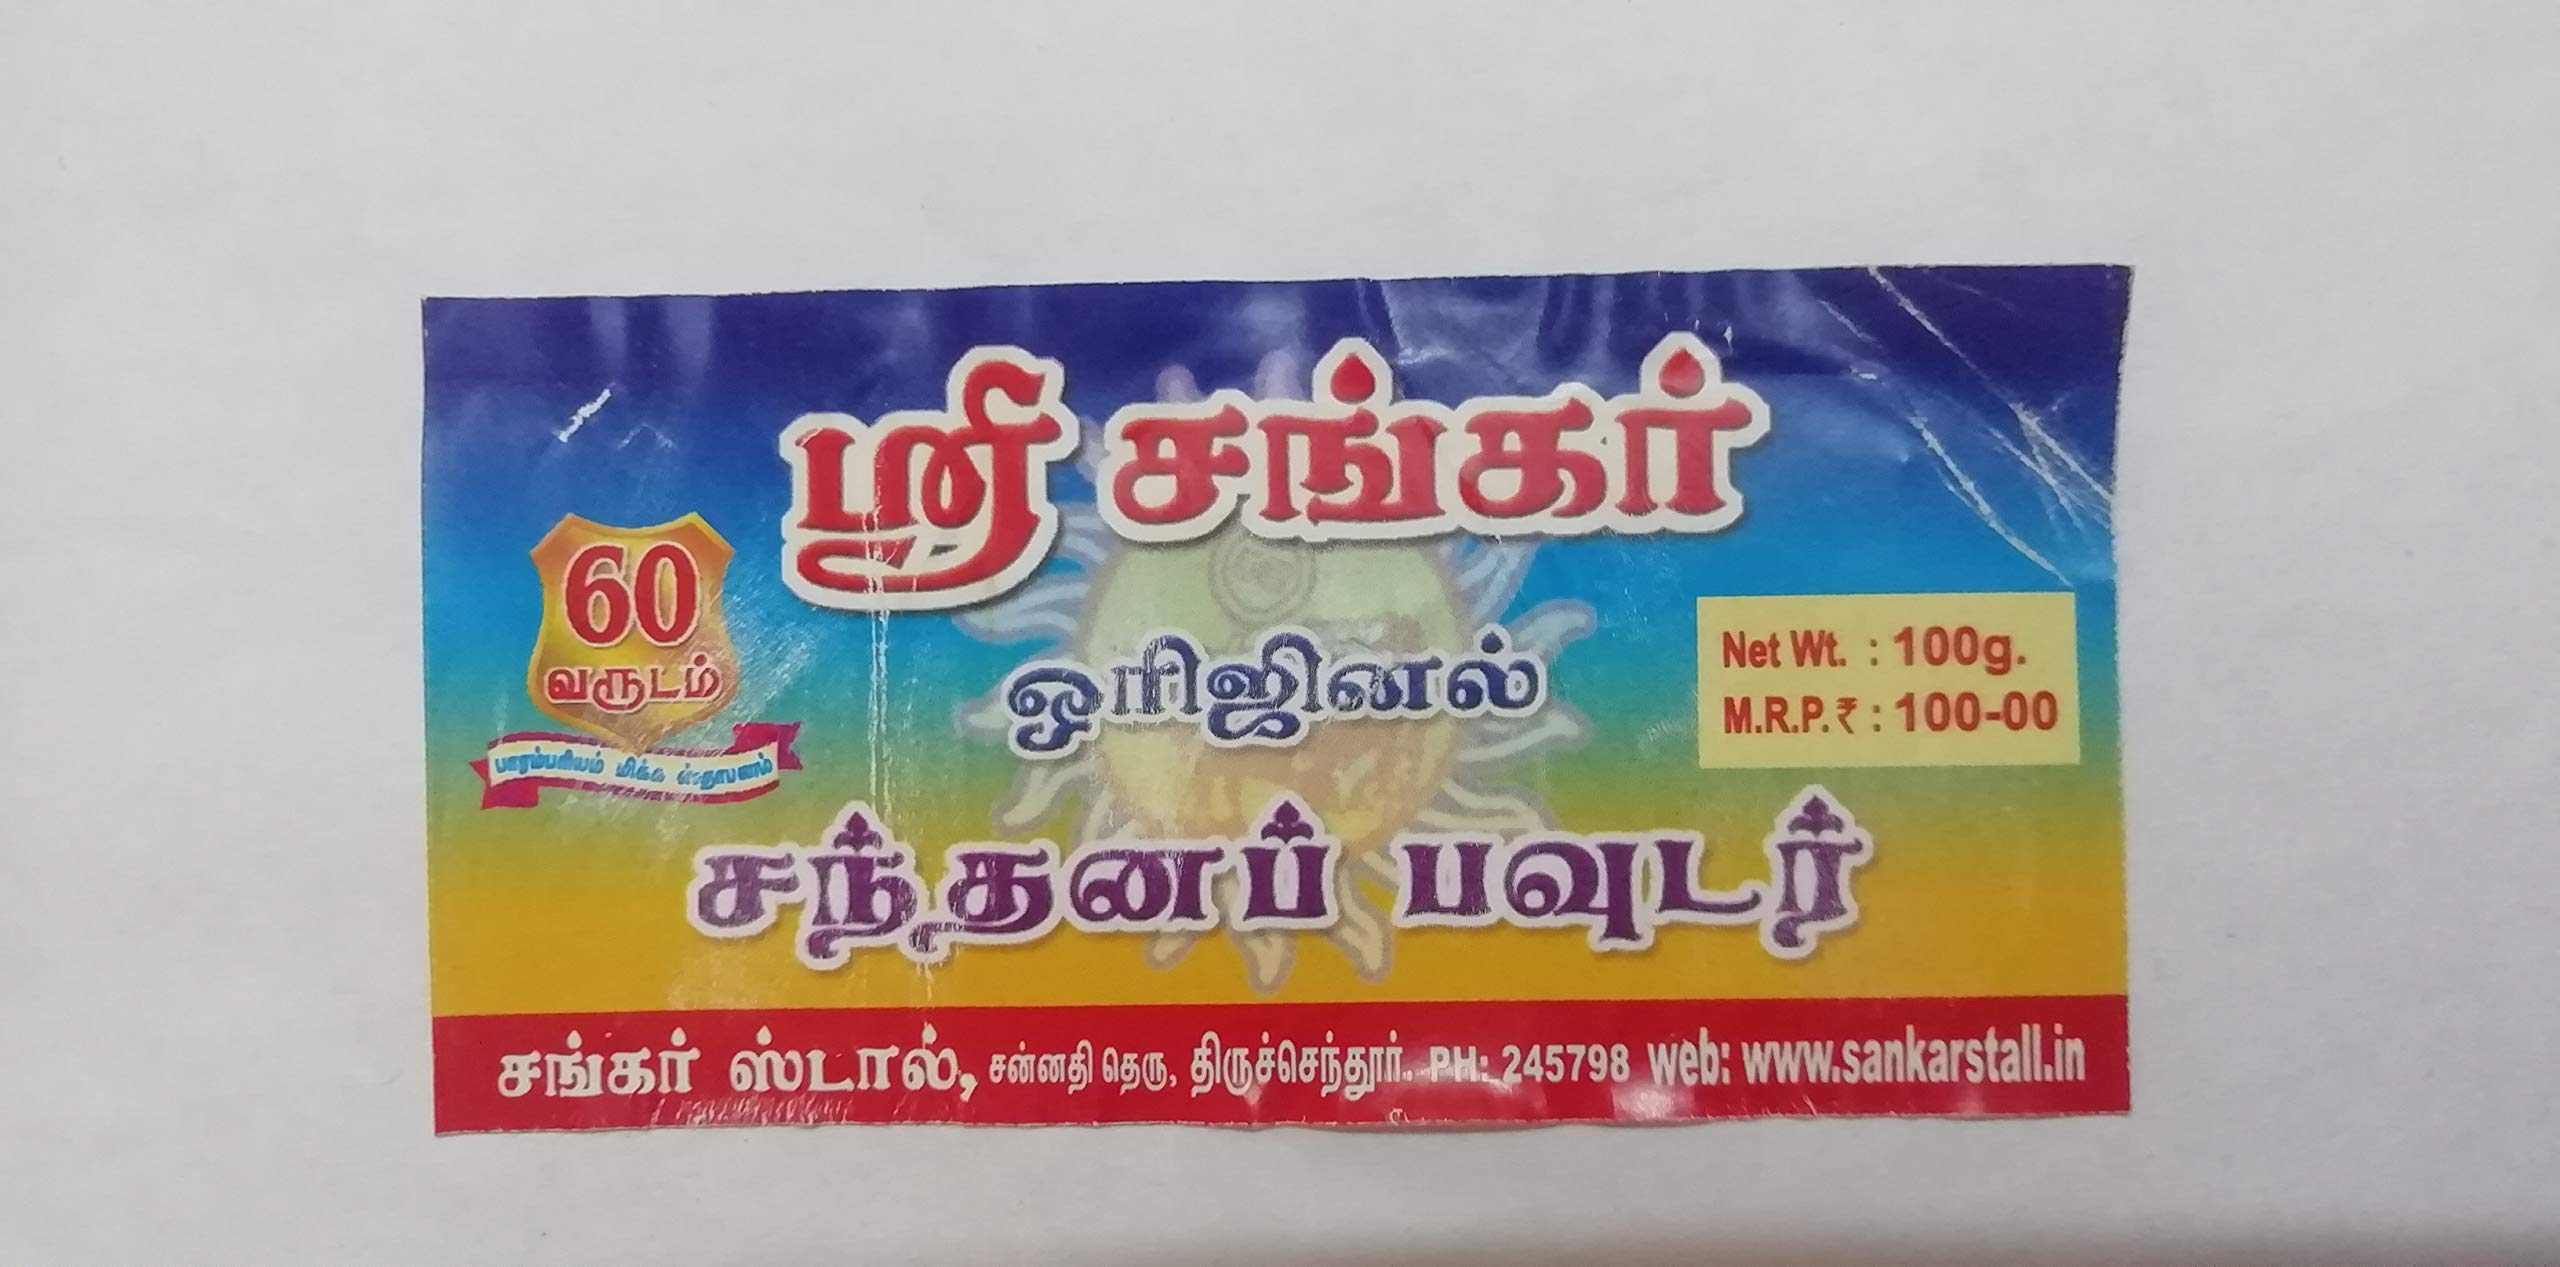 ஸ்ரீ சங்கர்
60
வருடம்
பாரம்பரியம் மிக்க ஸ்தாபனம்
ஒரிஜினல்
Net Wt. : 100g.
M.R.P.₹ : 100-00
சந்தனப் பவுடர்
சங்கர் ஸ்டால், சன்னதி தெரு, திருச்செந்தூர். PH: 245798 web: www.sankarstall.in